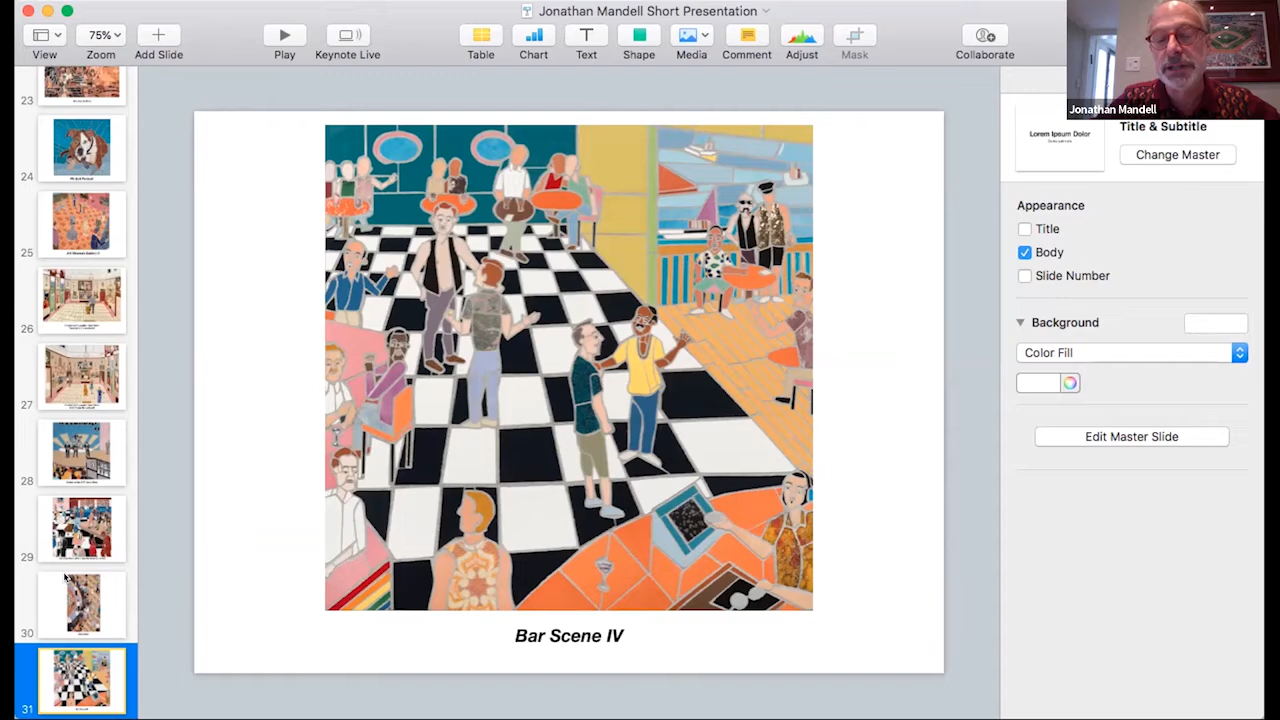 Jonathan Mandell Short Presentation
75%
View
Zoom
Add Slide
Play
Keynote Live
Table
Chart
Text
Shape
Media
Comment
Adjust
Mask
Collaborate
Jonathan Mandell
Lorem Ipsum Dolor
Title & Subtitle
Change Master
Appearance
Title
Body
Slide Number
Background
Color Fill
Edit Master Slide
23
24
25
26
27
28
29
30
31
Bar Scene IV